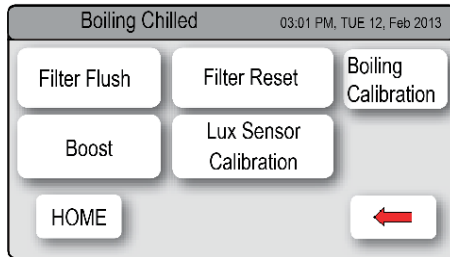 Boiling Chilled 03:01 PM, TUE 12, Feb 2013
Filter Flush Filter Reset Boiling
Calibration
Boost Lux Sensor
Calibration
HOME